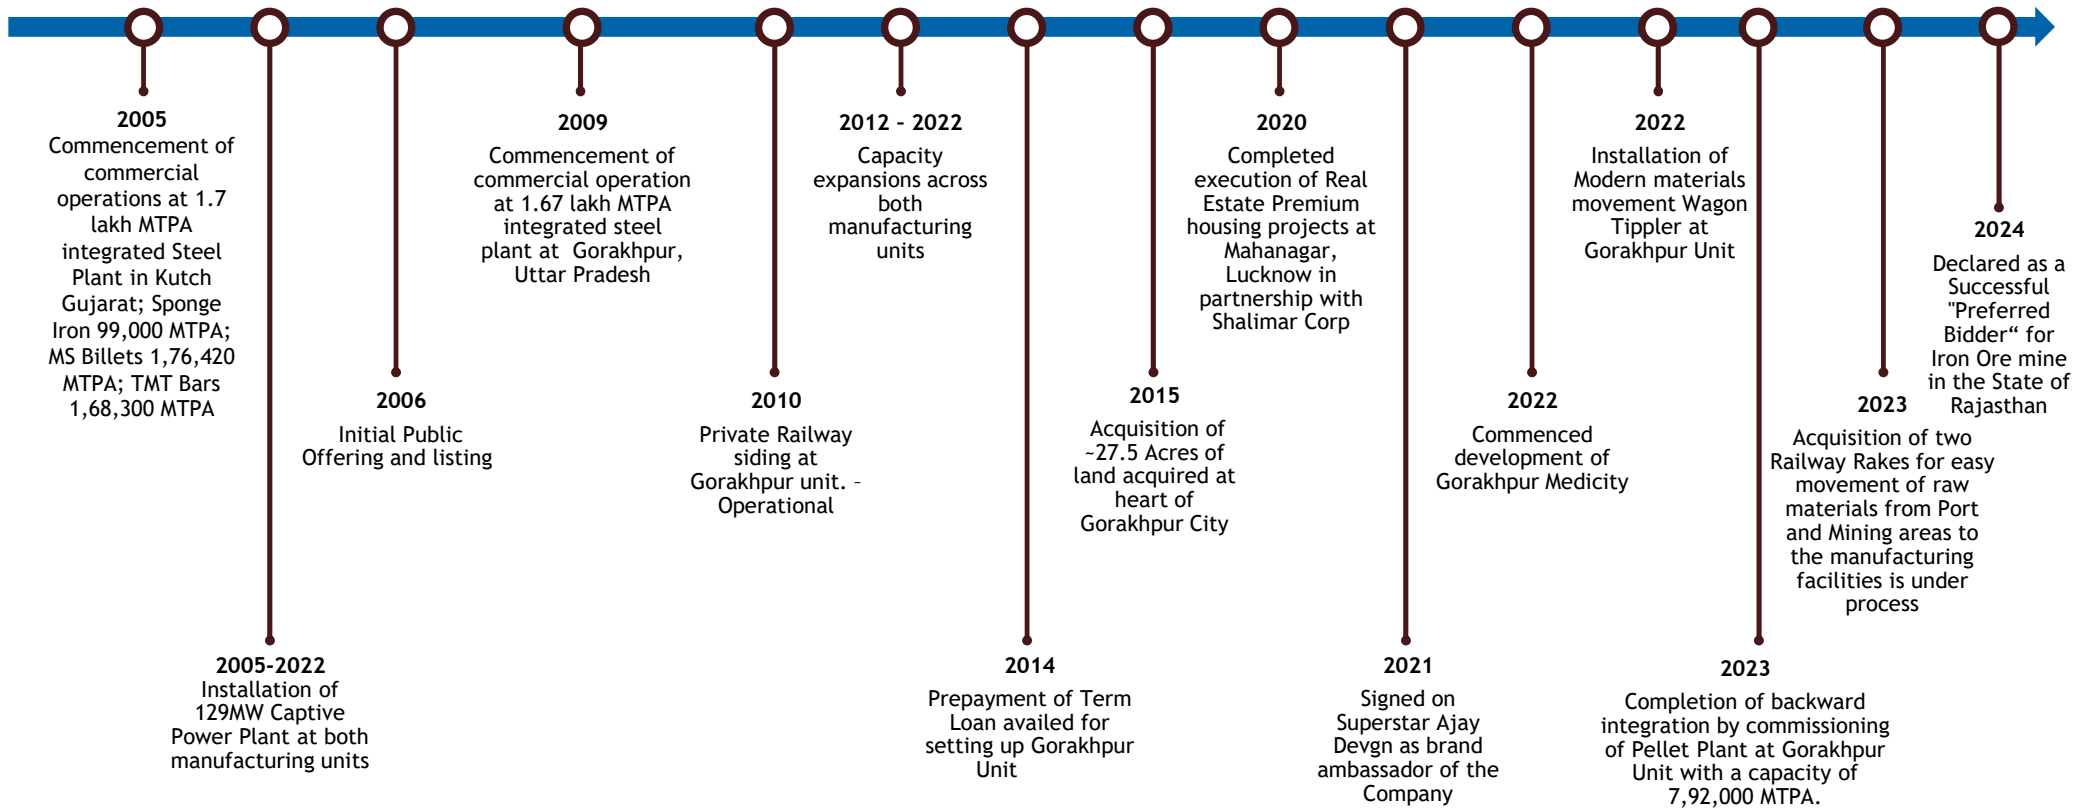 2005
Commencement of
commercial
operations at 1.7
lakh MTPA
integrated Steel
Plant in Kutch
Gujarat; Sponge
Iron 99,000 MTPA;
MS Billets 1,76,420
MTPA; TMT Bars
1,68,300 MTPA
2005-2022
Installation of
129MW Captive
Power Plant at both
manufacturing units
2006
Initial Public
Offering and listing
2009
Commencement of
commercial operation
at 1.67 lakh MTPA
integrated steel
plant at  Gorakhpur,
Uttar Pradesh
2010
Private Railway
siding at
Gorakhpur unit. –
Operational
2012 – 2022
Capacity
expansions across
both
manufacturing
units
2014
Prepayment of Term
Loan availed for
setting up Gorakhpur
Unit
2015
Acquisition of
~27.5 Acres of
land acquired at
heart of
Gorakhpur City
2020
Completed
execution of Real
Estate Premium
housing projects at
Mahanagar,
Lucknow in
partnership with
Shalimar Corp
2021
Signed on
Superstar Ajay
Devgn as brand
ambassador of the
Company
2022
Commenced
development of
Gorakhpur Medicity
2022
Installation of
Modern materials
movement Wagon
Tippler at
Gorakhpur Unit
2023
Completion of backward
integration by commissioning
of Pellet Plant at Gorakhpur
Unit with a capacity of
7,92,000 MTPA.
2023
Acquisition of two
Railway Rakes for easy
movement of raw
materials from Port
and Mining areas to
the manufacturing
facilities is under
process
2024
Declared as a
Successful
"Preferred
Bidder“ for
Iron Ore mine
in the State of
Rajasthan